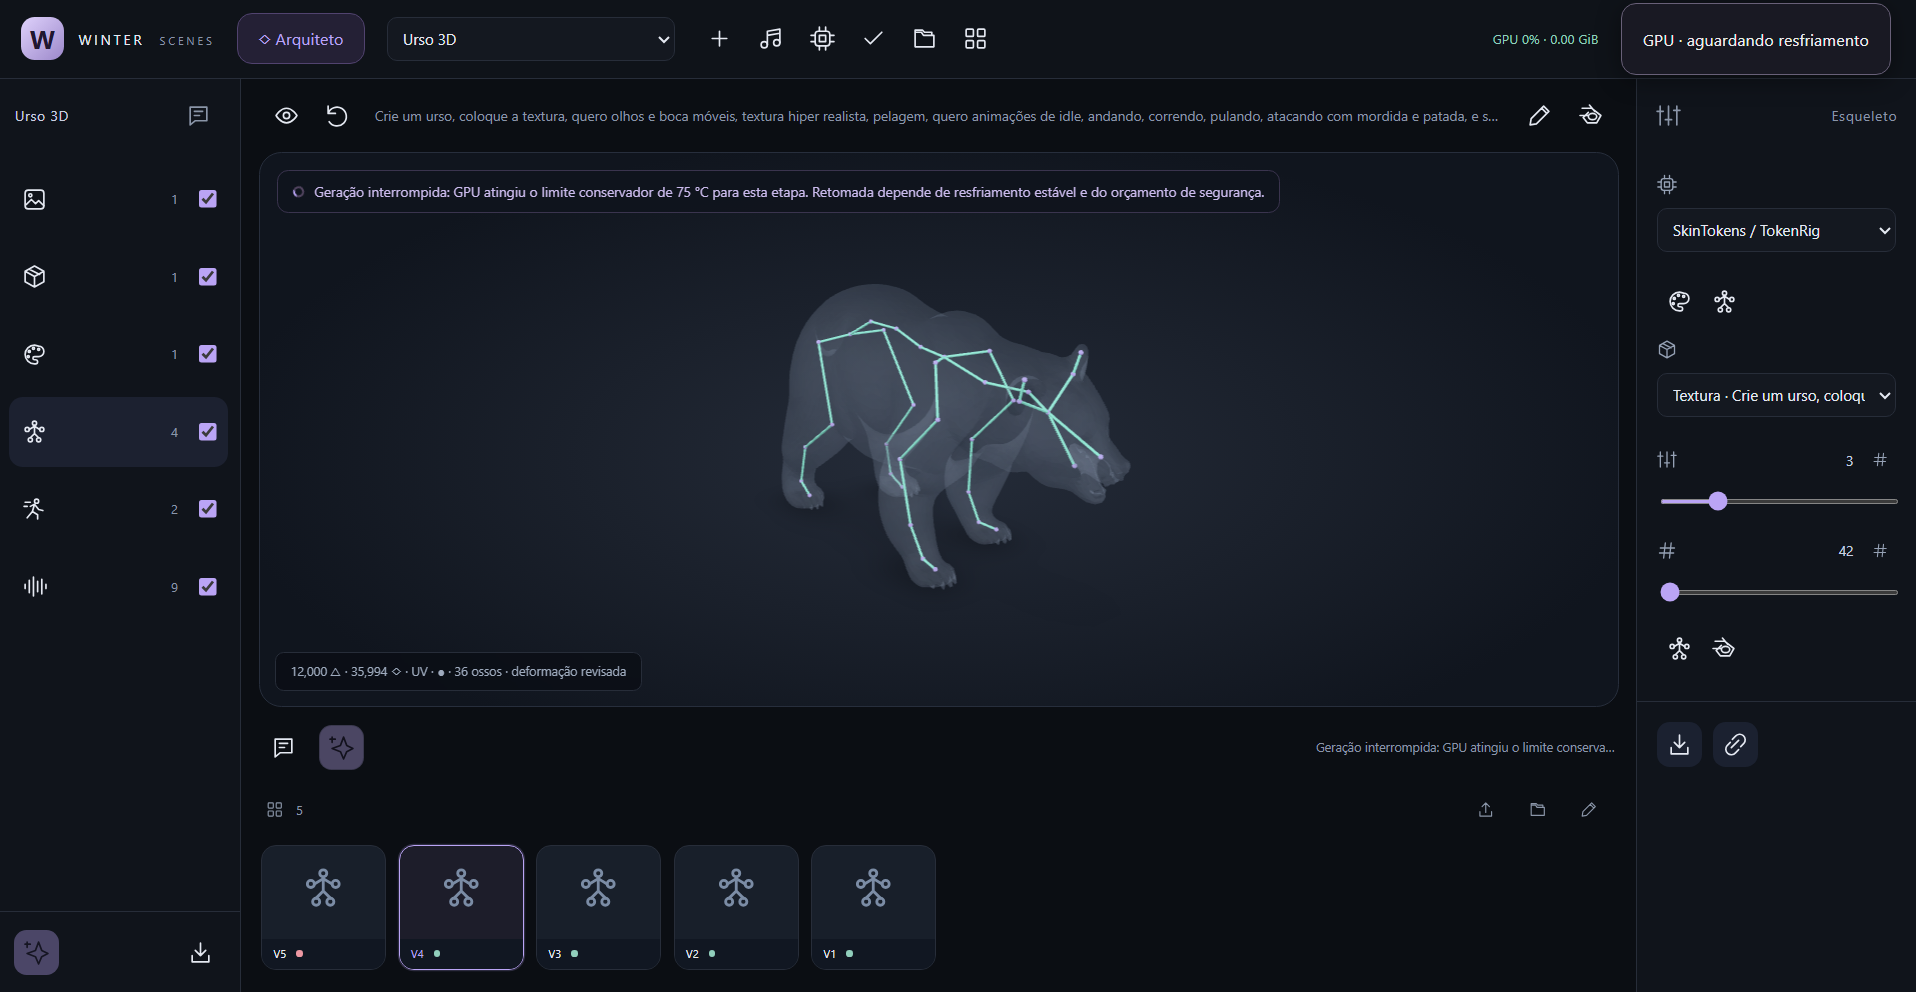 W WINTER SCENES
◇ Arquiteto
Urso 3D
GPU 0% · 0.00 GiB
GPU · aguardando resfriamento
Urso 3D
1
1
1
4
2
9
Crie um urso, coloque a textura, quero olhos e boca móveis, textura hiper realista, pelagem, quero animações de idle, andando, correndo, pulando, atacando com mordida e patada, e s...
Geração interrompida: GPU atingiu o limite conservador de 75 °C para esta etapa. Retomada depende de resfriamento estável e do orçamento de segurança.
12,000 △ · 35,994 ◇ · UV · ● · 36 ossos · deformação revisada
Geração interrompida: GPU atingiu o limite conserva...
5
V5
V4
V3
V2
V1
Esqueleto
SkinTokens / TokenRig
Textura · Crie um urso, coloqu
3 #
# 42 #